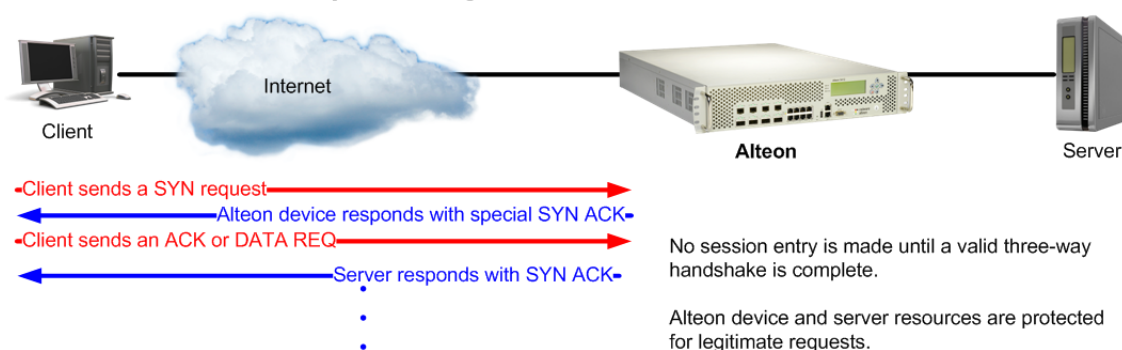 Internet
Client
Alteon
Server
Client sends a SYN request
Alteon device responds with special SYN ACK
Client sends an ACK or DATA REQ
Server responds with SYN ACK
No session entry is made until a valid three-way
handshake is complete.
Alteon device and server resources are protected
for legitimate requests.